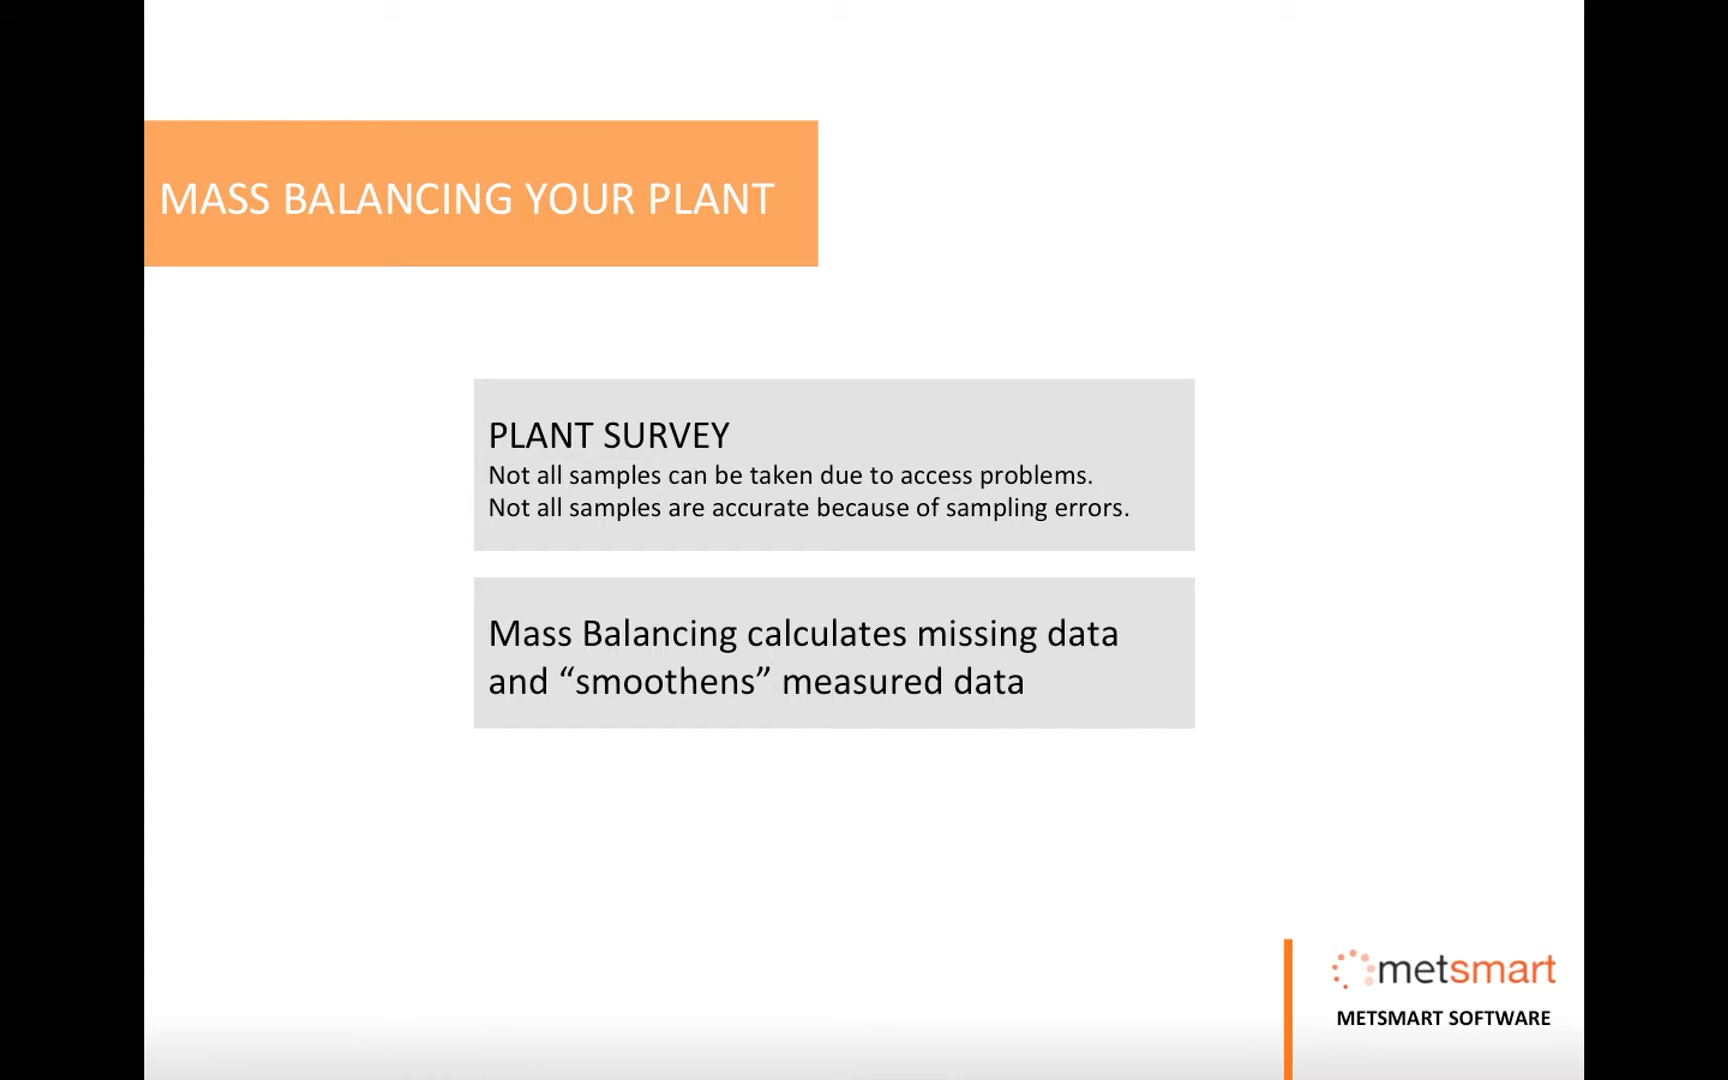 MASS BALANCING YOUR PLANT
PLANT SURVEY
Not all samples can be taken due to access problems.
Not all samples are accurate because of sampling errors.
Mass Balancing calculates missing data
and “smoothens” measured data
metsmart
METSMART SOFTWARE